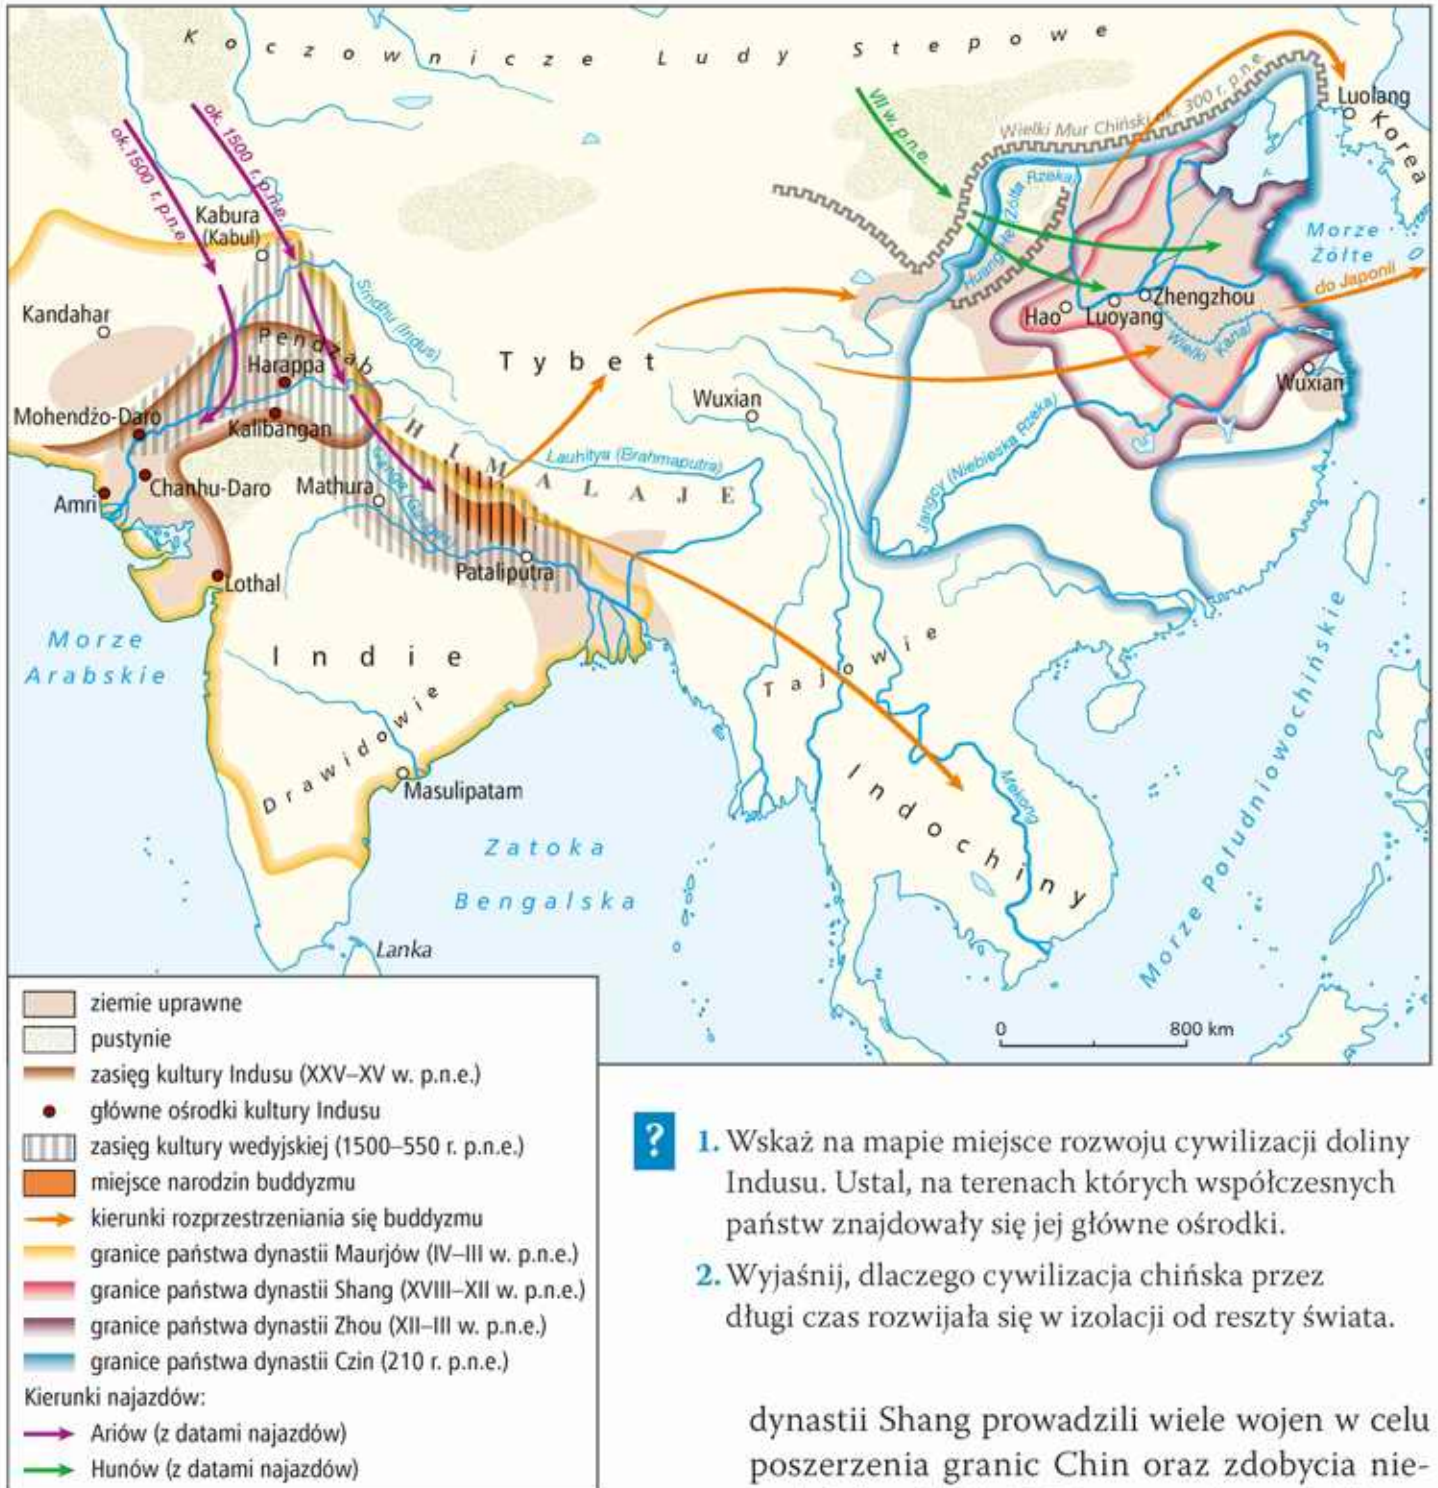 Koczownicze Ludy Stepowe
ok. 1500 r. p.n.e.
ok. 1500 r. p.n.e.
VII w. p.n.e.
Wielki Mur Chiński ok. 300 r. p.n.e.
Luolang
Korea
Kabura
(Kabul)
Kandahar
Sindhu (Indus)
Pendżab
Harappa
Mohendżo-Daro
Kalibangan
Chanhu-Daro
Amri
Mathura
Lothal
Ganga (Ganges)
Pataliputra
HIMALAJE
Lauhitya (Brahmaputra)
Tybet
Wuxian
Huang-He (Żółta Rzeka)
Hao
Luoyang
Zhengzhou
Wielki Kanał
Wuxian
Morze
Żółte
do Japonii
Jangcy (Niebieska Rzeka)
Morze
Arabskie
Indie
Drawidowie
Masulipatam
Zatoka
Bengalska
Lanka
Tajowie
Indochiny
Mekong
Morze Południowochińskie
0 800 km
ziemie uprawne
pustynie
zasięg kultury Indusu (XXV–XV w. p.n.e.)
główne ośrodki kultury Indusu
zasięg kultury wedyjskiej (1500–550 r. p.n.e.)
miejsce narodzin buddyzmu
kierunki rozprzestrzeniania się buddyzmu
granice państwa dynastii Maurjów (IV–III w. p.n.e.)
granice państwa dynastii Shang (XVIII–XII w. p.n.e.)
granice państwa dynastii Zhou (XII–III w. p.n.e.)
granice państwa dynastii Czin (210 r. p.n.e.)
Kierunki najazdów:
Ariów (z datami najazdów)
Hunów (z datami najazdów)
?
1. Wskaż na mapie miejsce rozwoju cywilizacji doliny
Indusu. Ustal, na terenach których współczesnych
państw znajdowały się jej główne ośrodki.
2. Wyjaśnij, dlaczego cywilizacja chińska przez
długi czas rozwijała się w izolacji od reszty świata.
dynastii Shang prowadzili wiele wojen w celu
poszerzenia granic Chin oraz zdobycia nie-